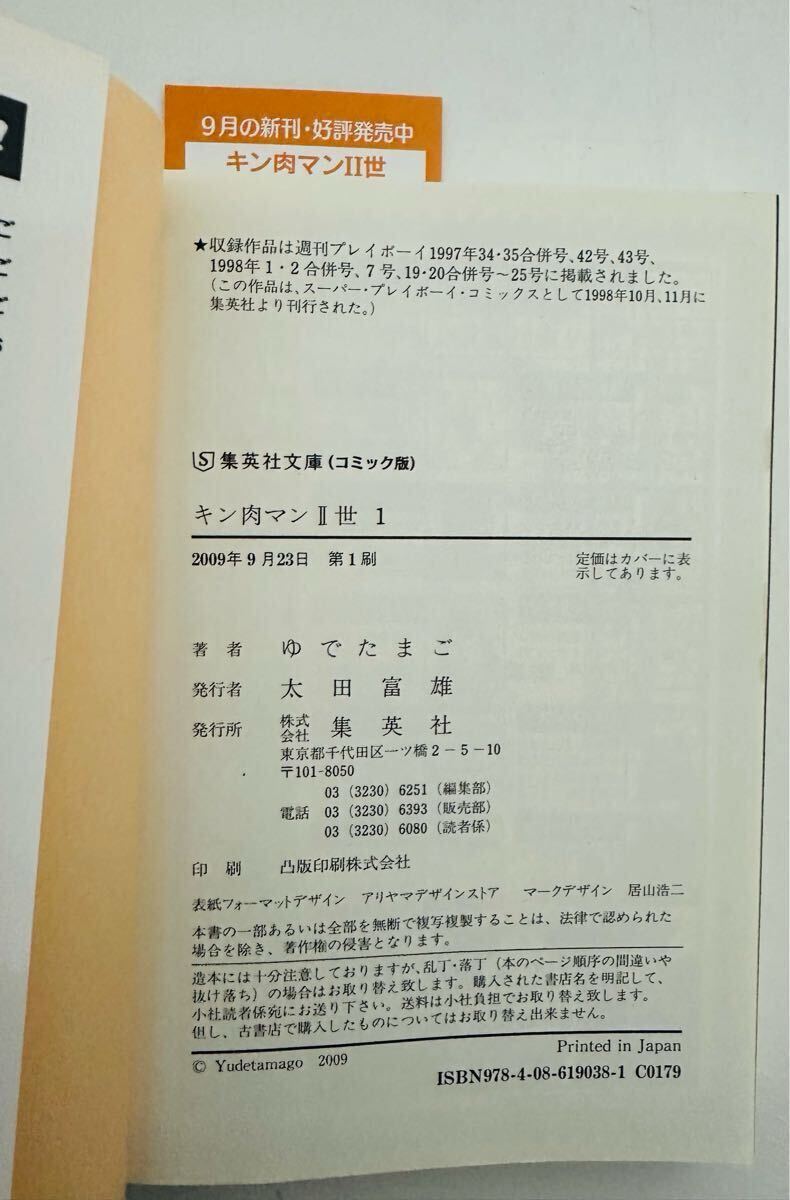 9月の新刊・好評発売中
キン肉マンII世
★収録作品は週刊プレイボーイ1997年34・35合併号、42号、43号、
1998年1・2合併号、7号、19・20合併号〜25号に掲載されました。
(この作品は、スーパー・プレイボーイ・コミックスとして1998年10月、11月に
集英社より刊行された。)
S 集英社文庫(コミック版)
キン肉マンⅡ世 1
2009年9月23日 第1刷
定価はカバーに表
示してあります。
著者 ゆでたまご
発行者 太田富雄
発行所 株式会社 集英社
東京都千代田区一ツ橋2-5-10
〒101-8050
03 (3230) 6251 (編集部)
電話 03 (3230) 6393 (販売部)
03 (3230) 6080 (読者係)
印刷 凸版印刷株式会社
表紙フォーマットデザイン アリヤマデザインストア マークデザイン 居山浩二
本書の一部あるいは全部を無断で複写複製することは、法律で認められた
場合を除き、著作権の侵害となります。
造本には十分注意しておりますが、乱丁・落丁(本のページ順序の間違いや
抜け落ち)の場合はお取り替え致します。購入された書店名を明記して、
小社読者係宛にお送り下さい。送料は小社負担でお取り替え致します。
但し、古書店で購入したものについてはお取り替え出来ません。
© Yudetamago 2009
Printed in Japan
ISBN978-4-08-619038-1 C0179